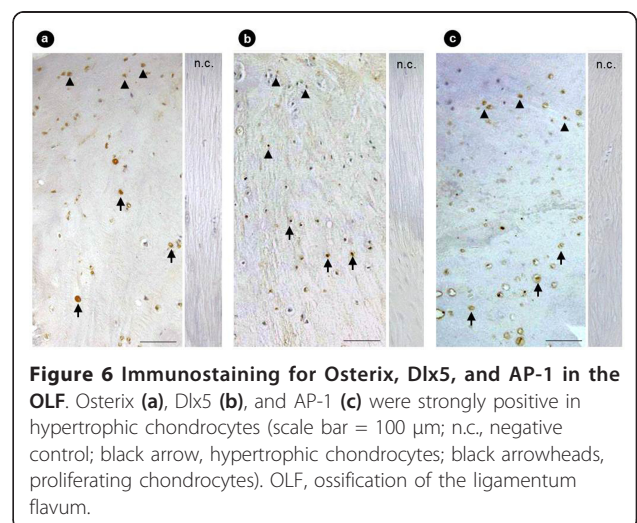 a
b
c
n.c.
n.c.
n.c.
Figure 6 Immunostaining for Osterix, Dlx5, and AP-1 in the
OLF. Osterix (a), Dlx5 (b), and AP-1 (c) were strongly positive in
hypertrophic chondrocytes (scale bar = 100 μm; n.c., negative
control; black arrow, hypertrophic chondrocytes; black arrowheads,
proliferating chondrocytes). OLF, ossification of the ligamentum
flavum.